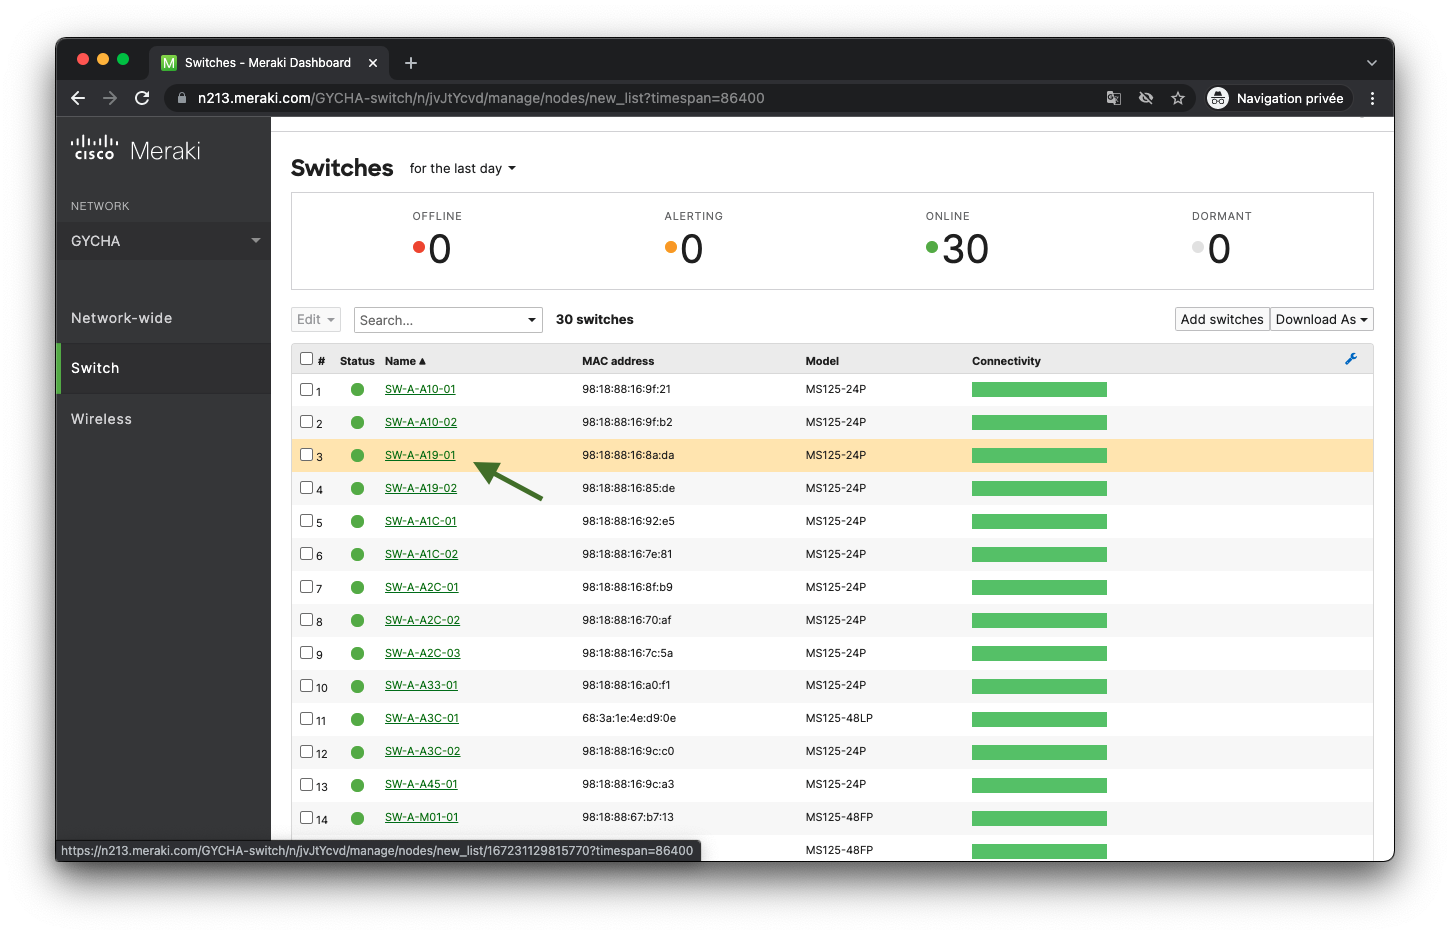 Switches - Meraki Dashboard
n213.meraki.com/GYCHA-switch/n/jvJtYcvd/manage/nodes/new_list?timespan=86400
Navigation privée
CISCO Meraki
NETWORK
GYCHA
Network-wide
Switch
Wireless
Switches for the last day
OFFLINE ALERTING ONLINE DORMANT
0 0 30 0
Edit Search... 30 switches Add switches Download As
# Status Name ▲ MAC address Model Connectivity
1 SW-A-A10-01 98:18:88:16:9f:21 MS125-24P
2 SW-A-A10-02 98:18:88:16:9f:b2 MS125-24P
3 SW-A-A19-01 98:18:88:16:8a:da MS125-24P
4 SW-A-A19-02 98:18:88:16:85:de MS125-24P
5 SW-A-A1C-01 98:18:88:16:92:e5 MS125-24P
6 SW-A-A1C-02 98:18:88:16:7e:81 MS125-24P
7 SW-A-A2C-01 98:18:88:16:8f:b9 MS125-24P
8 SW-A-A2C-02 98:18:88:16:70:af MS125-24P
9 SW-A-A2C-03 98:18:88:16:7c:5a MS125-24P
10 SW-A-A33-01 98:18:88:16:a0:f1 MS125-24P
11 SW-A-A3C-01 68:3a:1e:4e:d9:0e MS125-48LP
12 SW-A-A3C-02 98:18:88:16:9c:c0 MS125-24P
13 SW-A-A45-01 98:18:88:16:9c:a3 MS125-24P
14 SW-A-M01-01 98:18:88:67:b7:13 MS125-48FP
MS125-48FP
https://n213.meraki.com/GYCHA-switch/n/jvJtYcvd/manage/nodes/new_list/167231129815770?timespan=86400